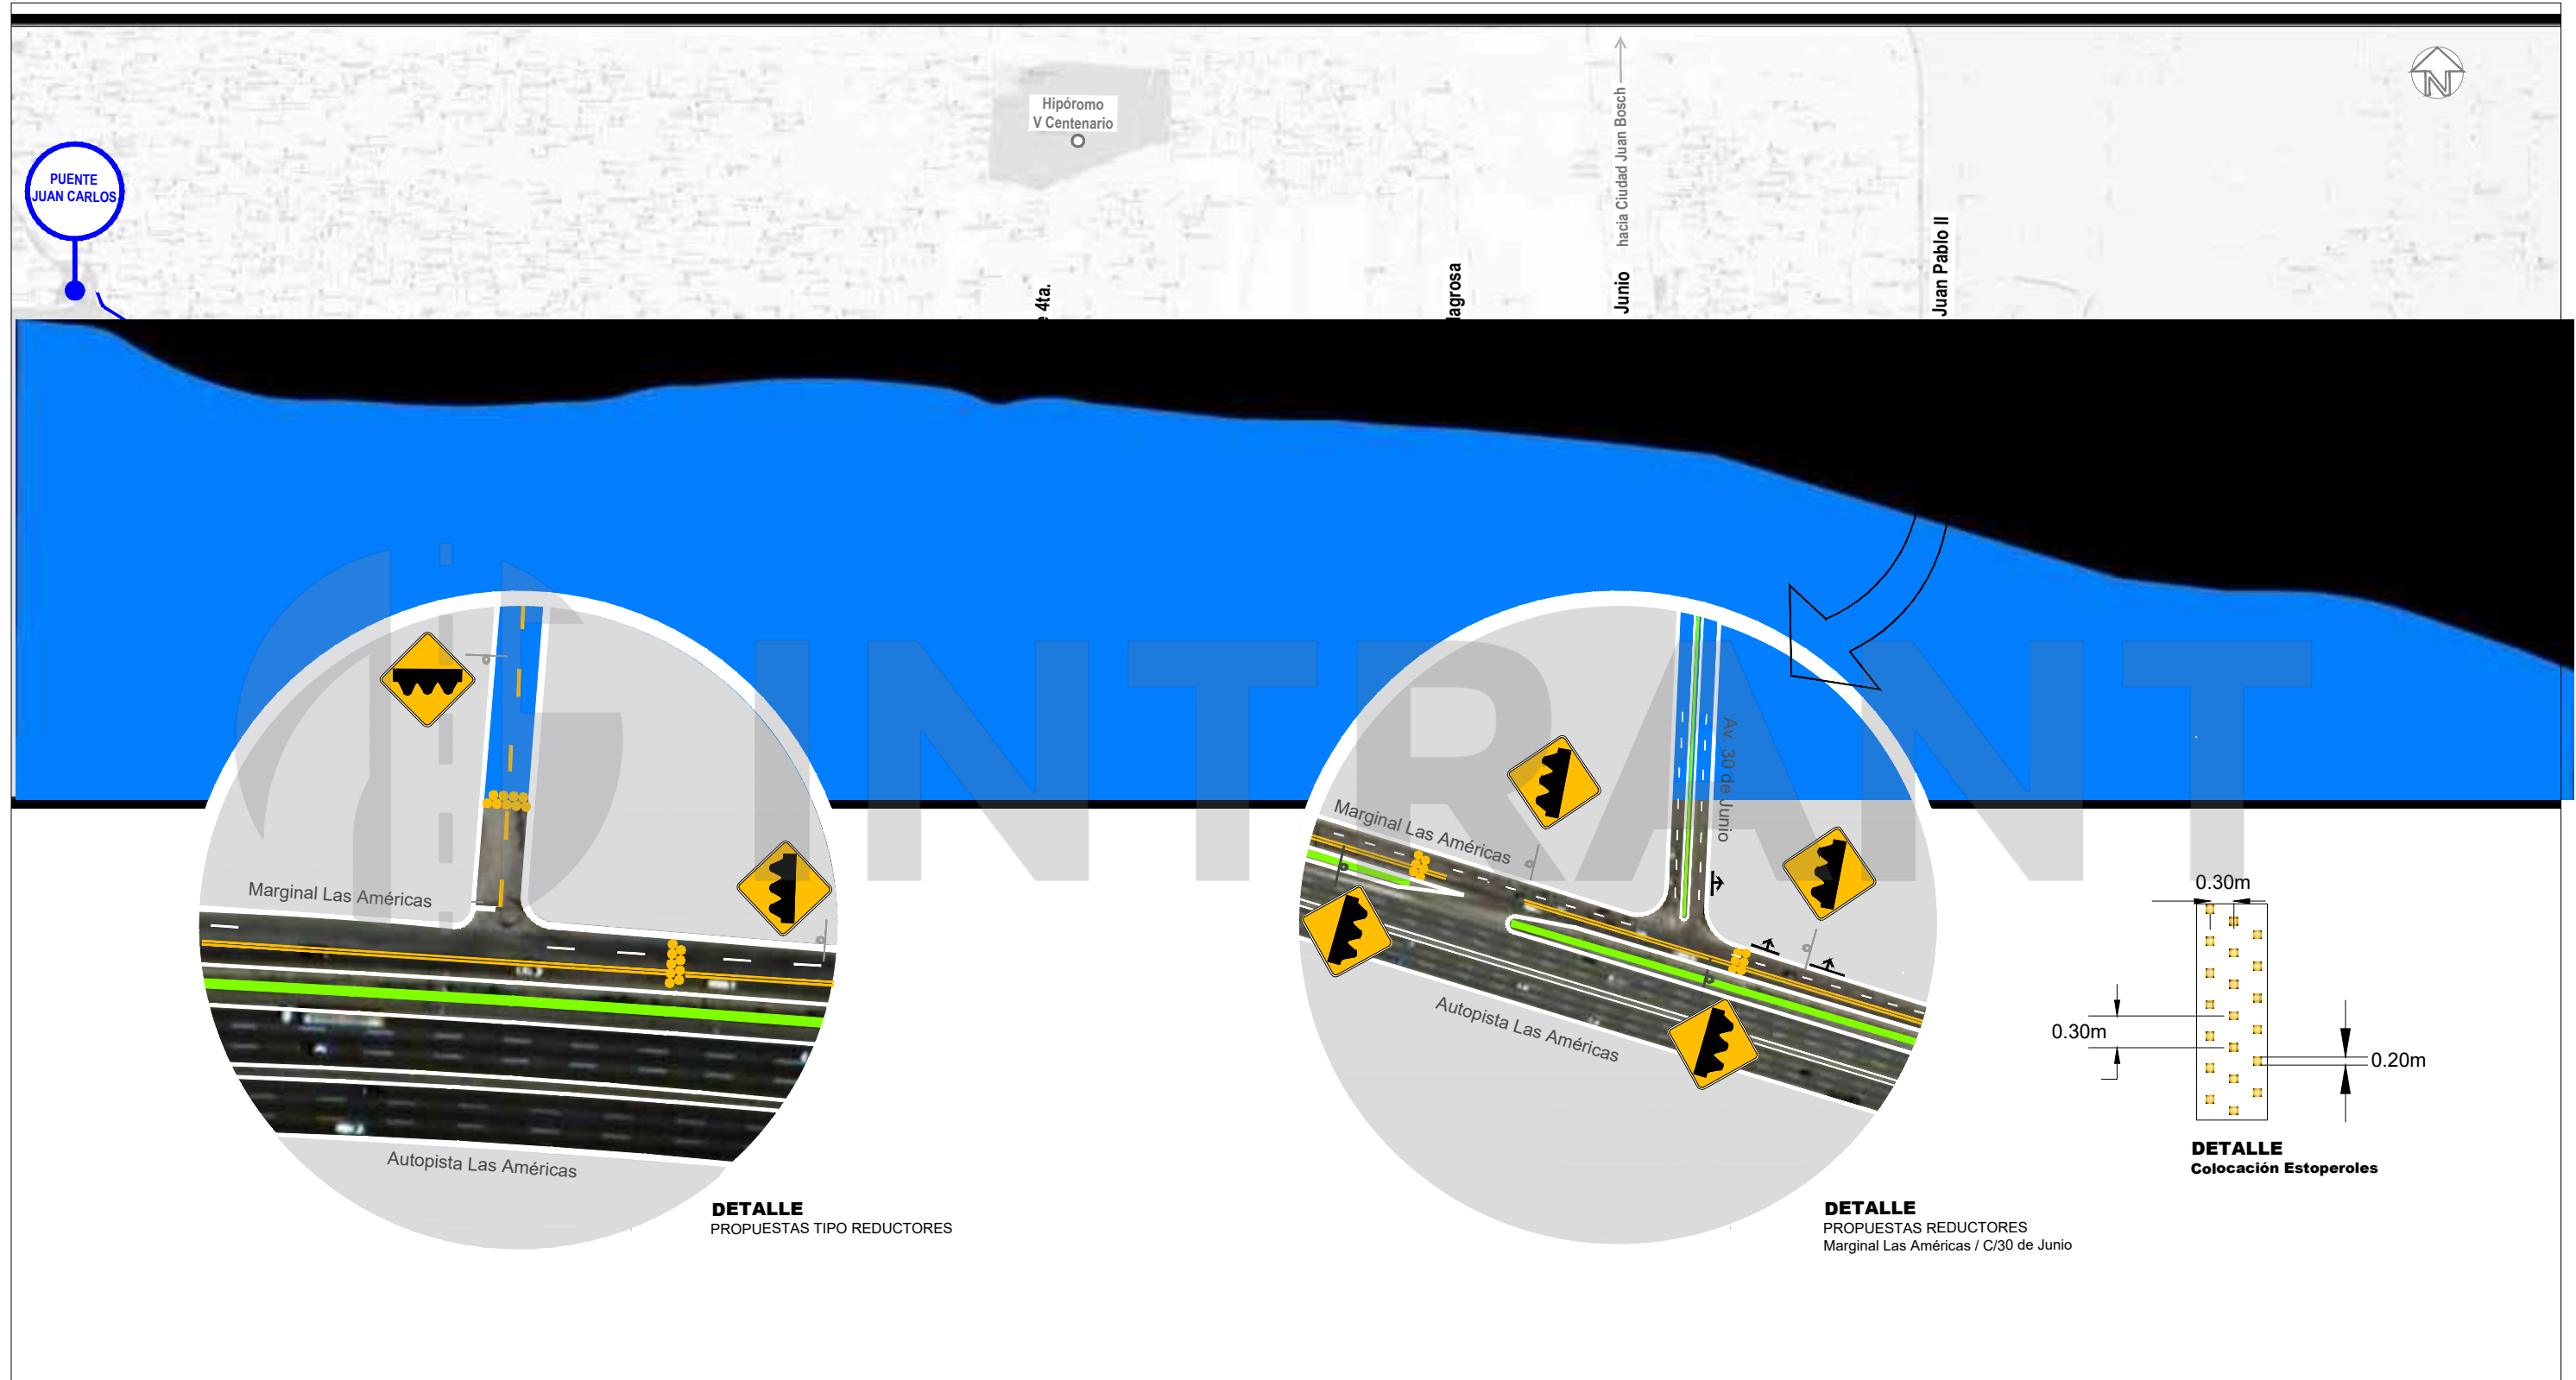 Hipóromo
V Centenario
hacia Ciudad Juan Bosch
PUENTE
JUAN CARLOS
4ta.
Junio
Juan Pablo II
INTRANT
Marginal Las Américas
Autopista Las Américas
DETALLE
PROPUESTAS TIPO REDUCTORES
Av. 30 de Junio
Marginal Las Américas
Autopista Las Américas
DETALLE
PROPUESTAS REDUCTORES
Marginal Las Américas / C/30 de Junio
0.30m
0.30m
0.20m
DETALLE
Colocación Estoperoles
N